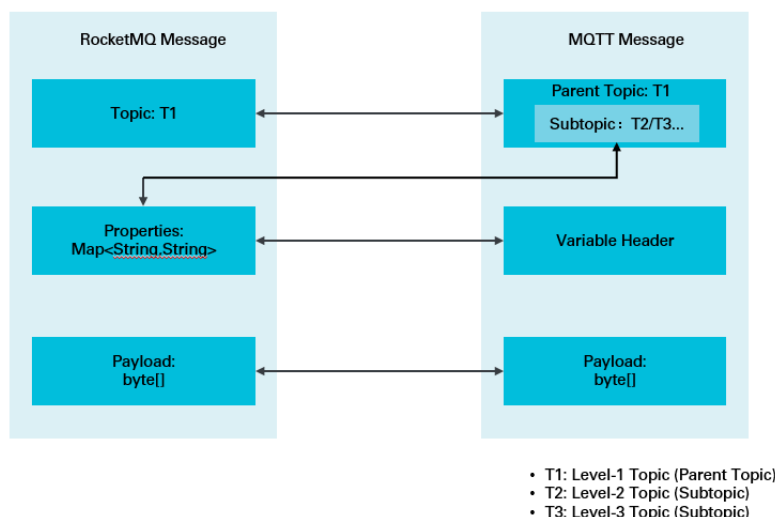 RocketMQ Message
Topic: T1
Properties:
Map<String,String>
Payload:
byte[]
MQTT Message
Parent Topic: T1
Subtopic：T2/T3...
Variable Header
Payload:
byte[]
• T1: Level-1 Topic (Parent Topic)
• T2: Level-2 Topic (Subtopic)
• T3: Level-3 Topic (Subtopic)